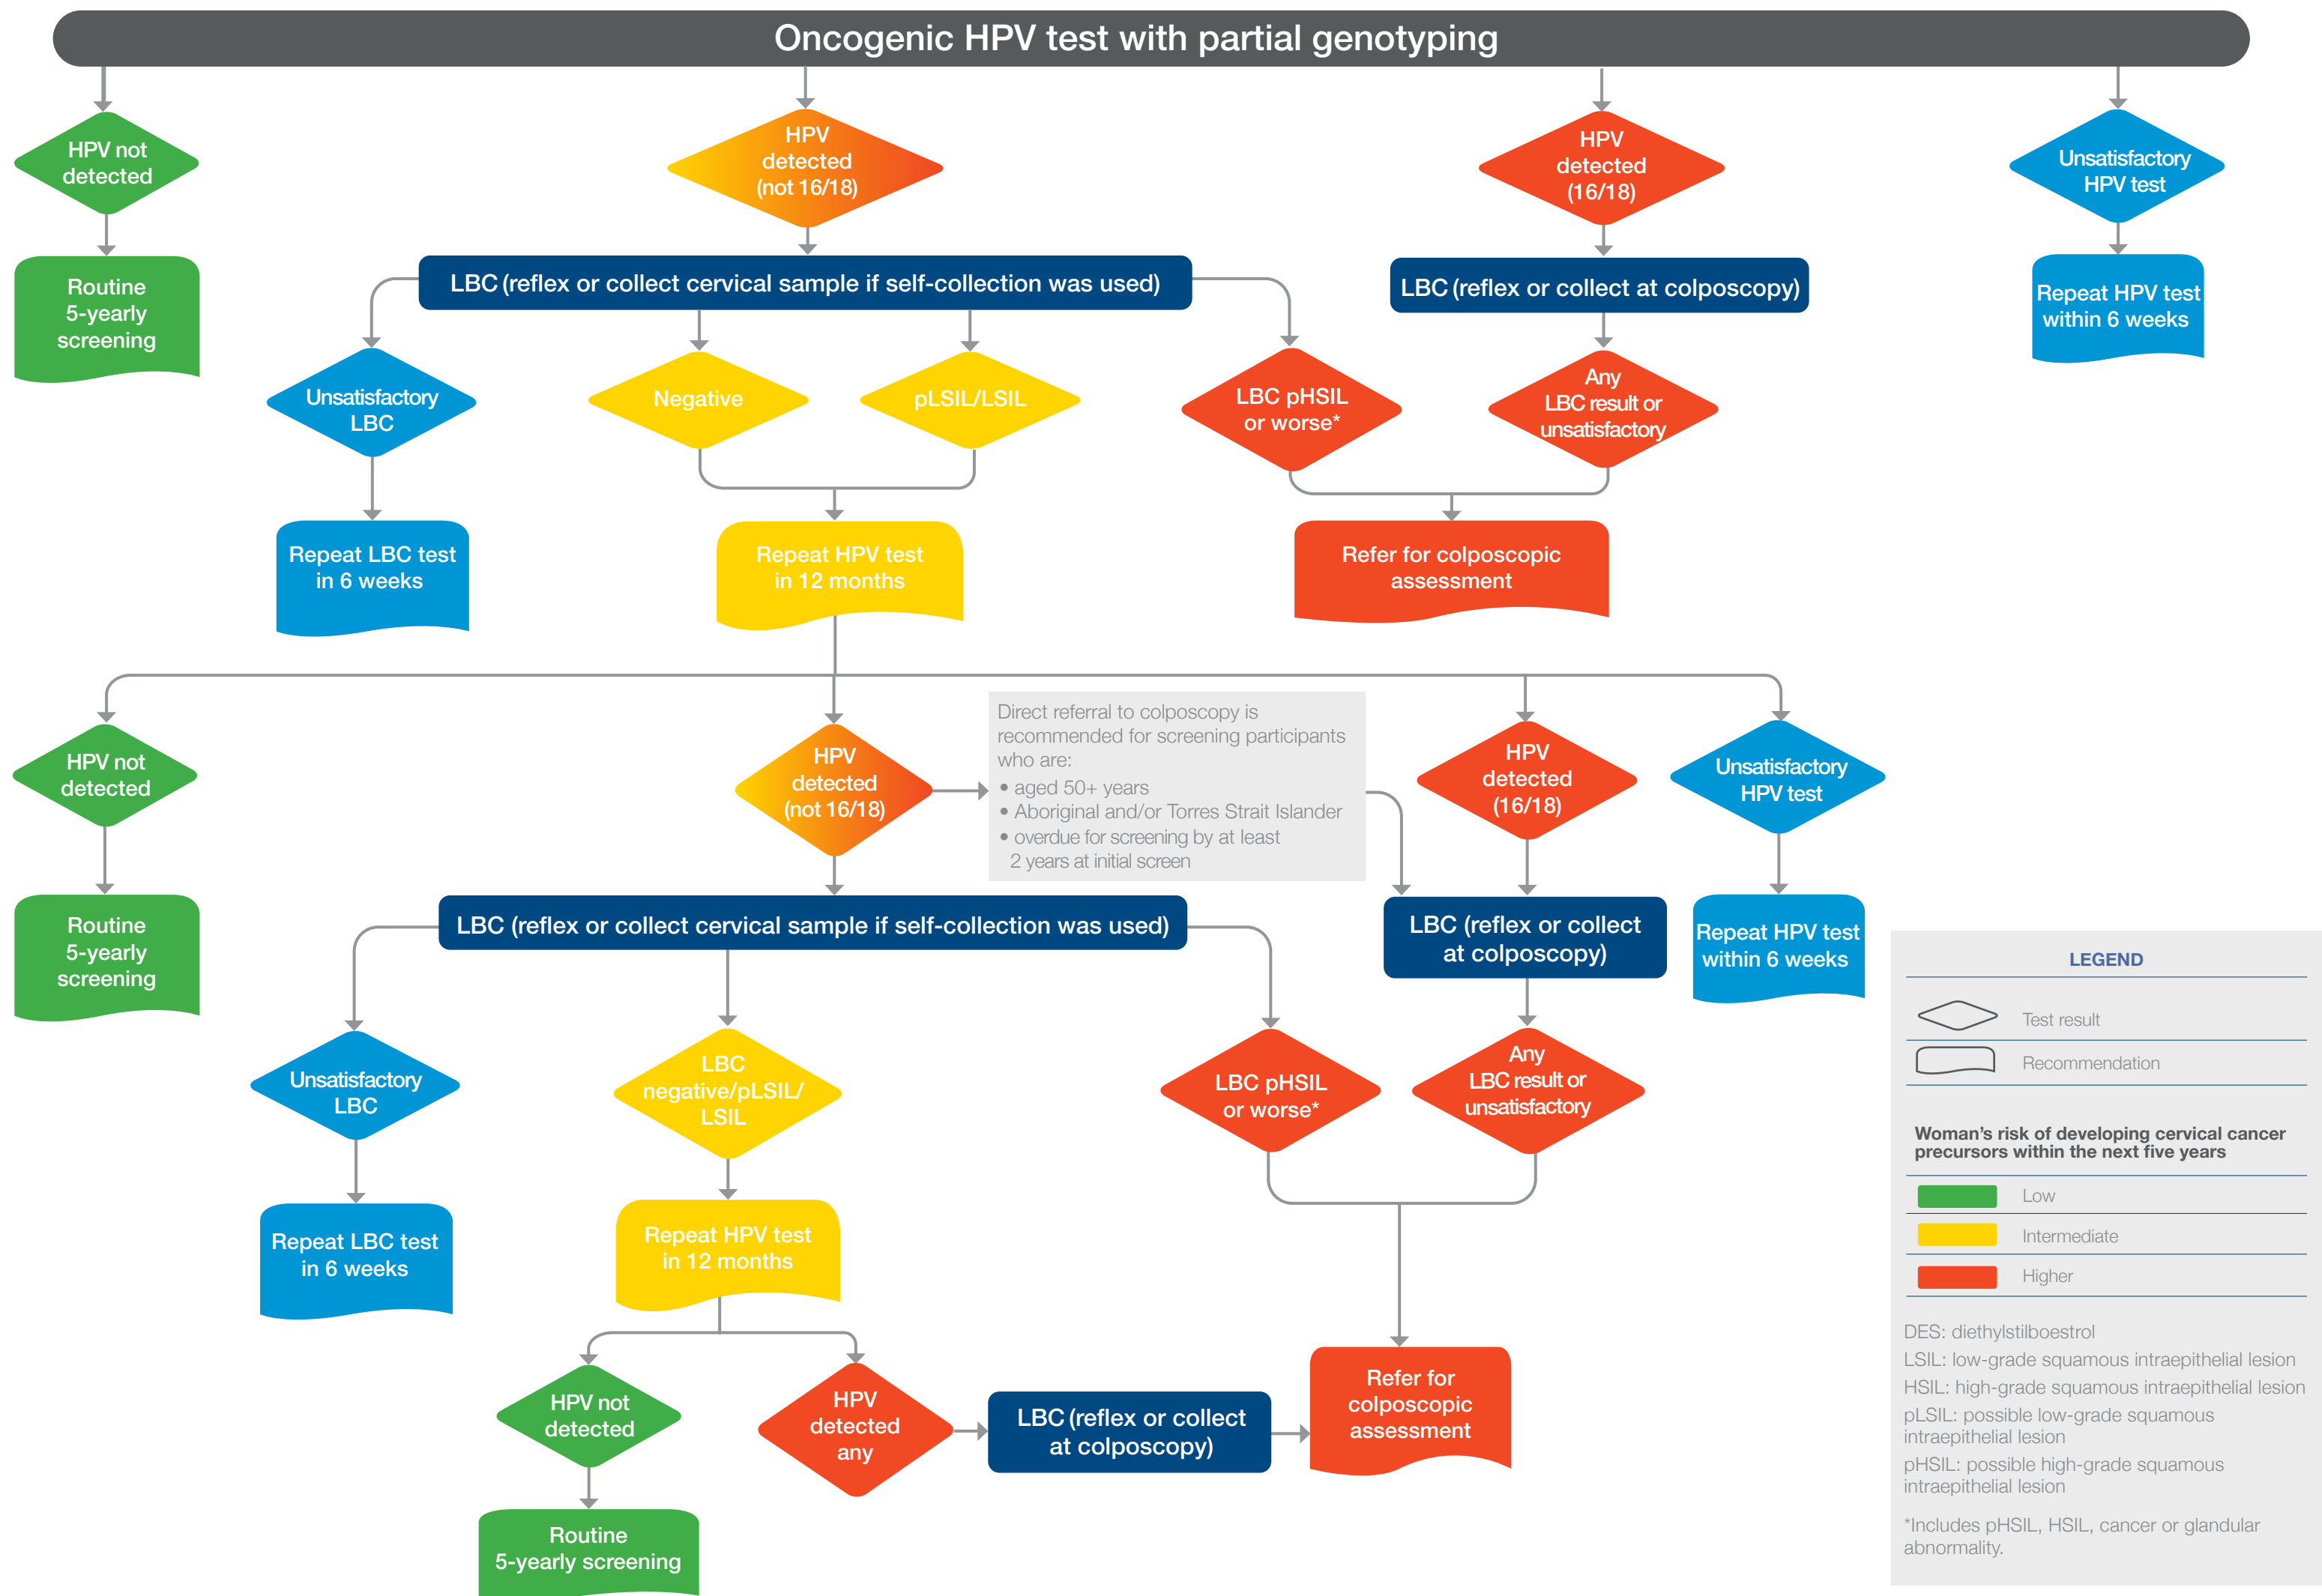 Oncogenic HPV test with partial genotyping
HPV not
detected
HPV
detected
(not 16/18)
HPV
detected
(16/18)
Unsatisfactory
HPV test
Routine
5-yearly
screening
LBC (reflex or collect cervical sample if self-collection was used)
LBC (reflex or collect at colposcopy)
Repeat HPV test
within 6 weeks
Unsatisfactory
LBC
Negative
pLSIL/LSIL
LBC pHSIL
or worse*
Any
LBC result or
unsatisfactory
Repeat LBC test
in 6 weeks
Repeat HPV test
in 12 months
Refer for colposcopic
assessment
HPV not
detected
HPV
detected
(not 16/18)
Direct referral to colposcopy is
recommended for screening participants
who are:
• aged 50+ years
• Aboriginal and/or Torres Strait Islander
• overdue for screening by at least
2 years at initial screen
HPV
detected
(16/18)
Unsatisfactory
HPV test
Routine
5-yearly
screening
LBC (reflex or collect cervical sample if self-collection was used)
LBC (reflex or collect
at colposcopy)
Repeat HPV test
within 6 weeks
Unsatisfactory
LBC
LBC
negative/pLSIL/
LSIL
LBC pHSIL
or worse*
Any
LBC result or
unsatisfactory
Repeat LBC test
in 6 weeks
Repeat HPV test
in 12 months
HPV not
detected
HPV
detected
any
LBC (reflex or collect
at colposcopy)
Refer for
colposcopic
assessment
Routine
5-yearly screening
LEGEND
Test result
Recommendation
Woman's risk of developing cervical cancer
precursors within the next five years
Low
Intermediate
Higher
DES: diethylstilboestrol
LSIL: low-grade squamous intraepithelial lesion
HSIL: high-grade squamous intraepithelial lesion
pLSIL: possible low-grade squamous
intraepithelial lesion
pHSIL: possible high-grade squamous
intraepithelial lesion
*Includes pHSIL, HSIL, cancer or glandular
abnormality.